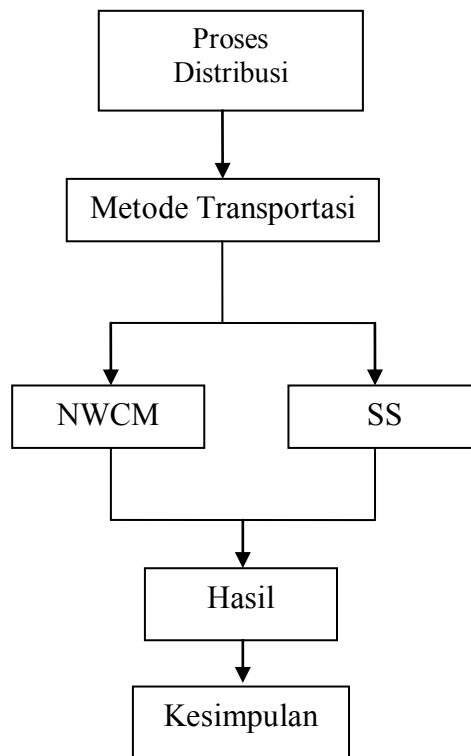 Proses
Distribusi
Metode Transportasi
NWCM
SS
Hasil
Kesimpulan